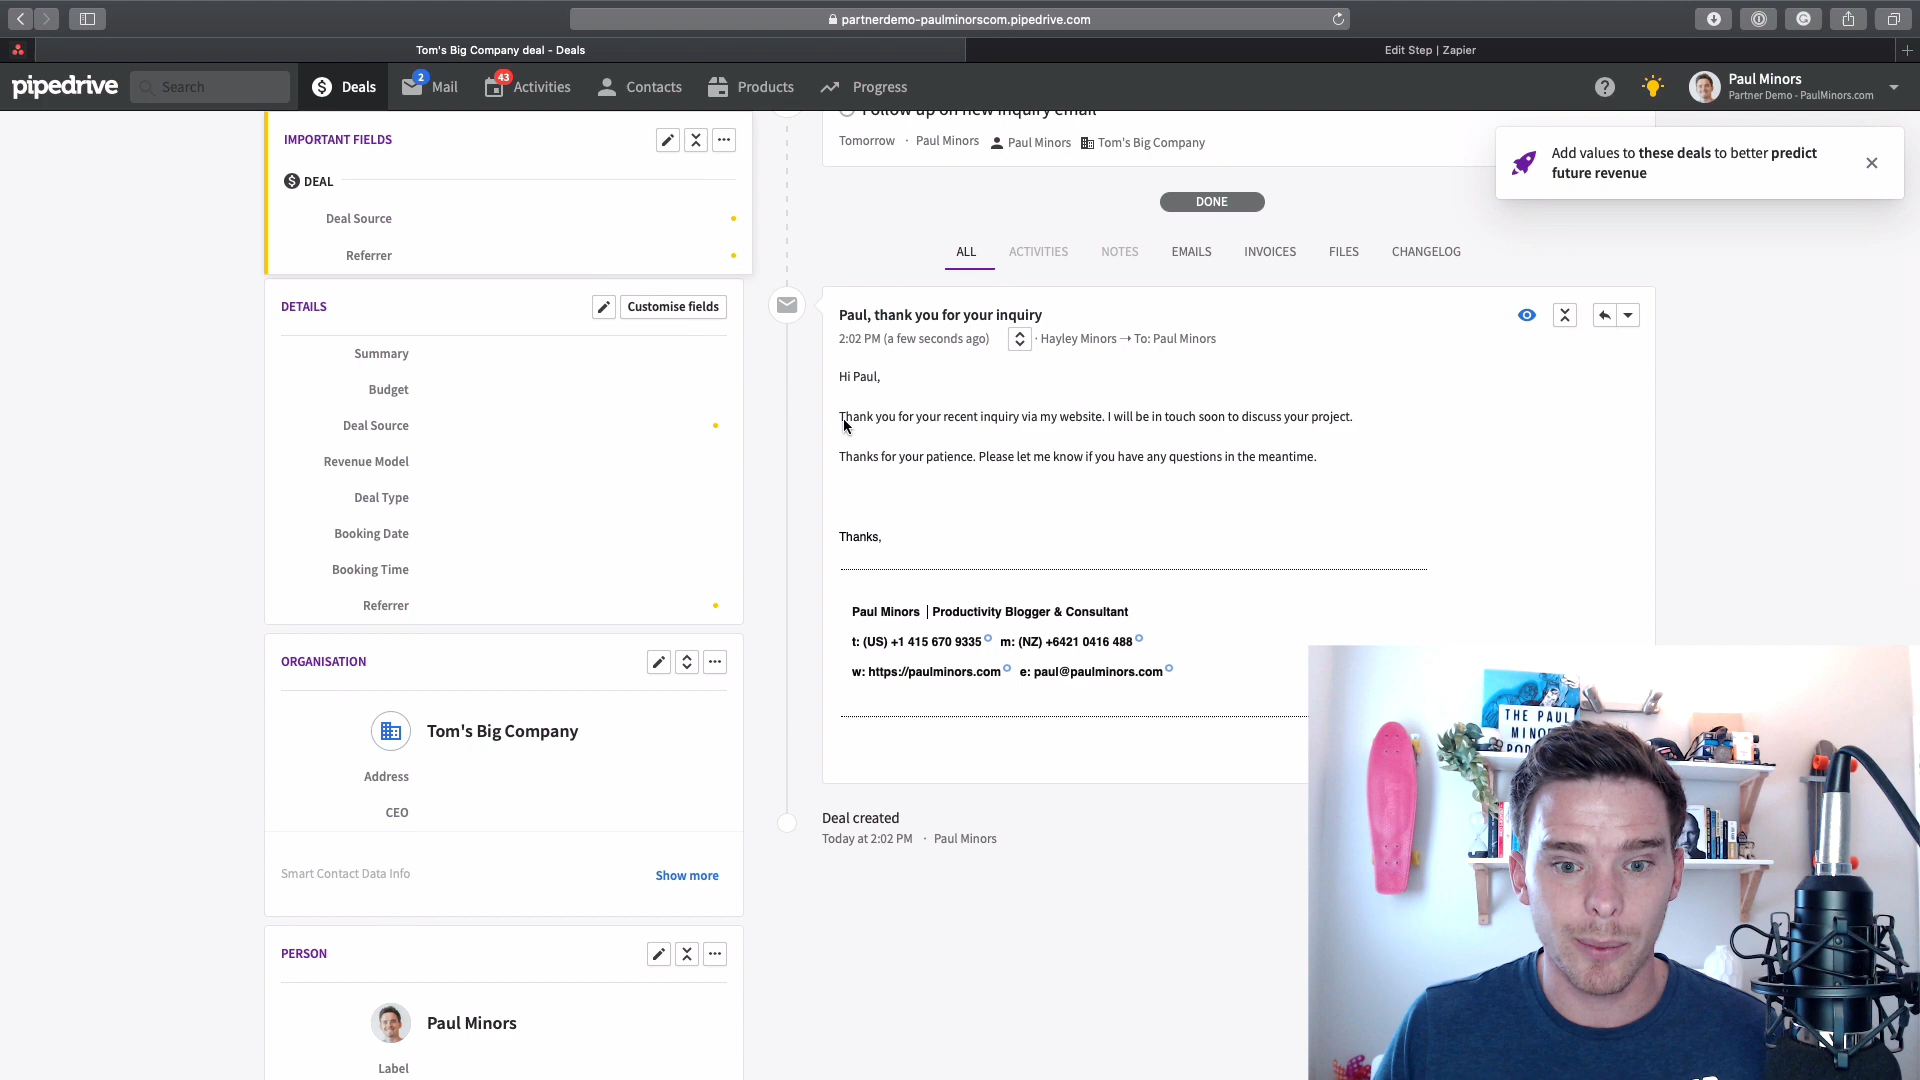 partnerdemo-paulminorscom.pipedrive.com
Tom's Big Company deal - Deals
Edit Step | Zapier
pipedrive
Search
Deals
2
Mail
43
Activities
Contacts
Products
Progress
Paul Minors
Partner Demo - PaulMinors.com
IMPORTANT FIELDS
DEAL
Deal Source
Referrer
DETAILS
Customise fields
Summary
Budget
Deal Source
Revenue Model
Deal Type
Booking Date
Booking Time
Referrer
ORGANISATION
Tom's Big Company
Address
CEO
Smart Contact Data Info
Show more
PERSON
Paul Minors
Label
Follow up on new inquiry email
Tomorrow · Paul Minors Paul Minors Tom's Big Company
Add values to these deals to better predict
future revenue
DONE
ALL
ACTIVITIES
NOTES
EMAILS
INVOICES
FILES
CHANGELOG
Paul, thank you for your inquiry
2:02 PM (a few seconds ago) · Hayley Minors → To: Paul Minors
Hi Paul,
Thank you for your recent inquiry via my website. I will be in touch soon to discuss your project.
Thanks for your patience. Please let me know if you have any questions in the meantime.
Thanks,
Paul Minors | Productivity Blogger & Consultant
t: (US) +1 415 670 9335 m: (NZ) +6421 0416 488
w: https://paulminors.com e: paul@paulminors.com
Deal created
Today at 2:02 PM · Paul Minors
THE PAUL